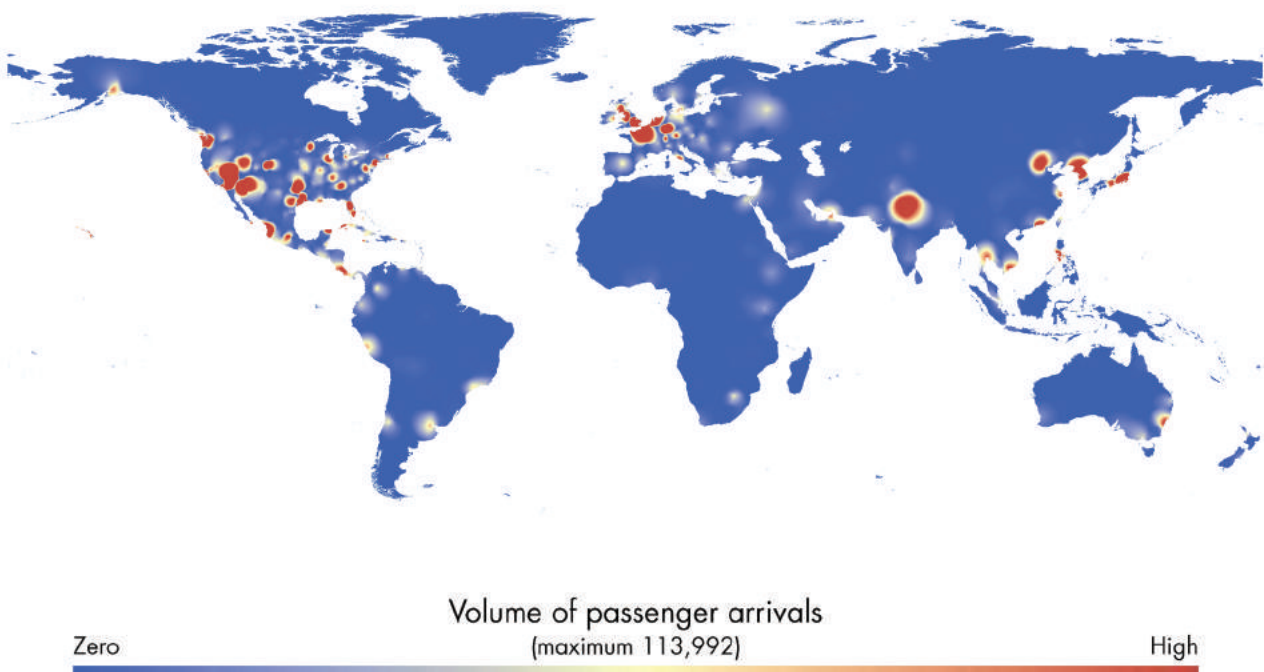 Volume of passenger arrivals
Zero
(maximum 113,992)
High